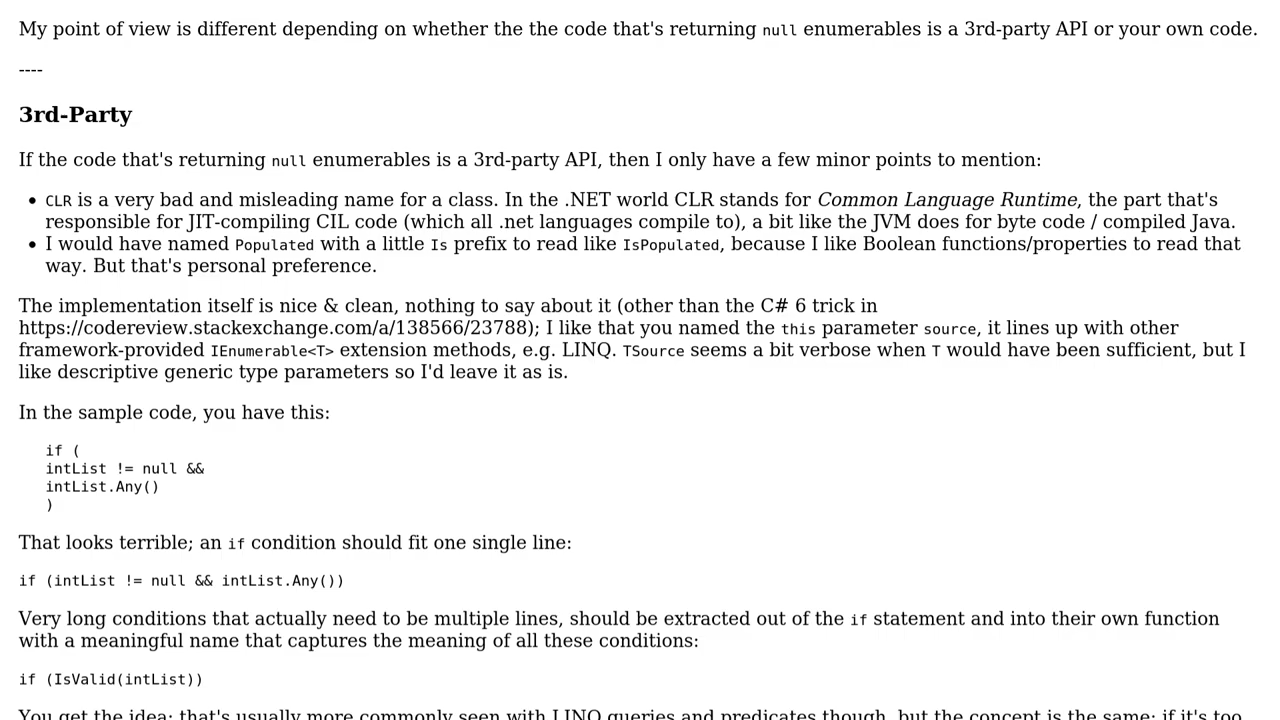 My point of view is different depending on whether the the code that's returning null enumerables is a 3rd-party API or your own code.
----
3rd-Party
If the code that's returning null enumerables is a 3rd-party API, then I only have a few minor points to mention:
• CLR is a very bad and misleading name for a class. In the .NET world CLR stands for Common Language Runtime, the part that's
responsible for JIT-compiling CIL code (which all .net languages compile to), a bit like the JVM does for byte code / compiled Java.
• I would have named Populated with a little Is prefix to read like IsPopulated, because I like Boolean functions/properties to read that
way. But that's personal preference.
The implementation itself is nice & clean, nothing to say about it (other than the C# 6 trick in
https://codereview.stackexchange.com/a/138566/23788); I like that you named the this parameter source, it lines up with other
framework-provided IEnumerable<T> extension methods, e.g. LINQ. TSource seems a bit verbose when T would have been sufficient, but I
like descriptive generic type parameters so I'd leave it as is.
In the sample code, you have this:
if (
intList != null &&
intList.Any()
)
That looks terrible; an if condition should fit one single line:
if (intList != null && intList.Any())
Very long conditions that actually need to be multiple lines, should be extracted out of the if statement and into their own function
with a meaningful name that captures the meaning of all these conditions:
if (IsValid(intList))
You get the idea; that's usually more commonly seen with LINQ queries and predicates though, but the concept is the same: if it's too